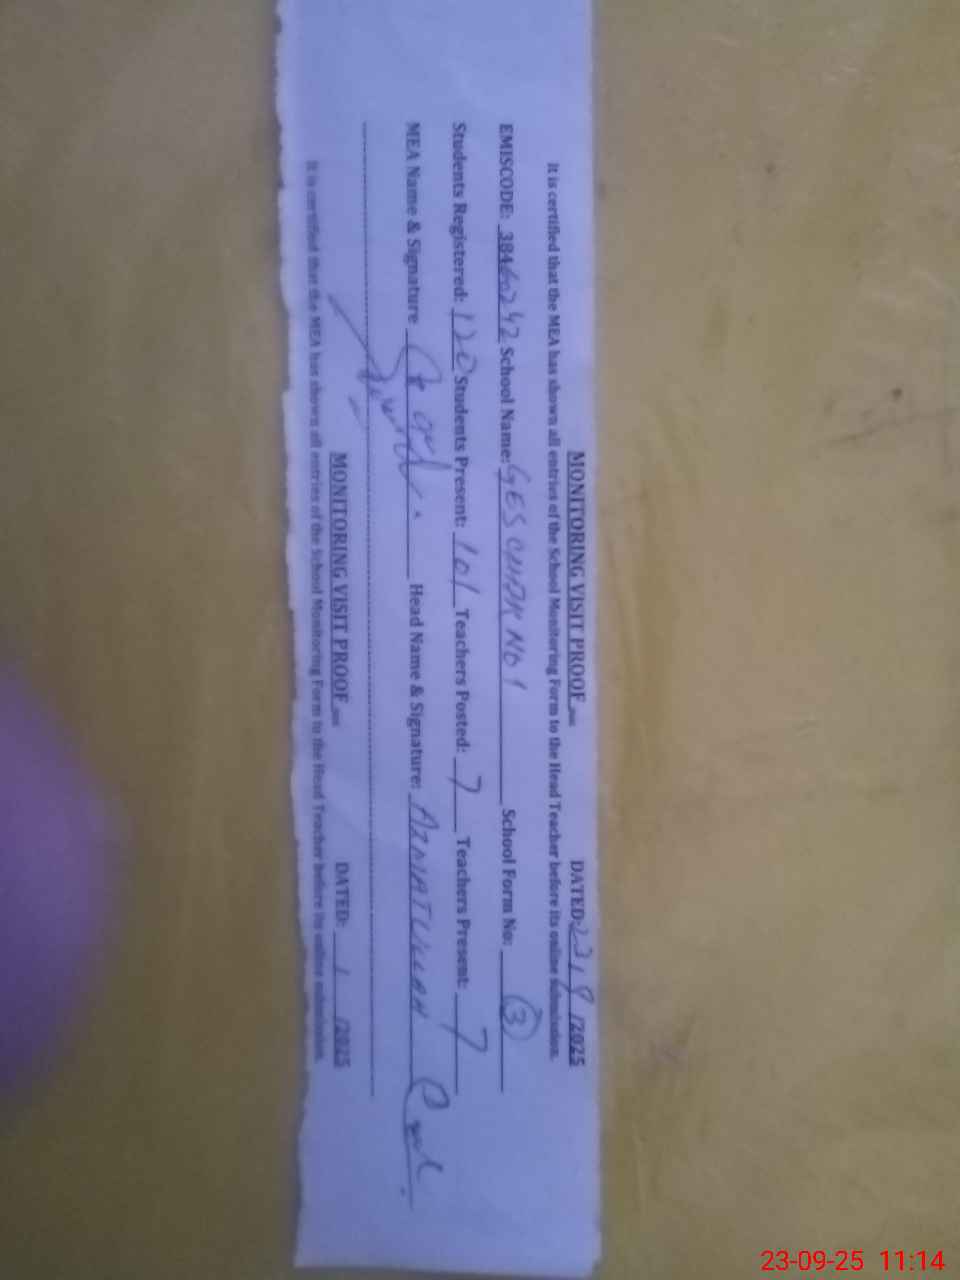 MONITORING VISIT PROOF DATED: 23/9/2025
It is certified that the MEA has shown all entries of the School Monitoring Form to the Head Teacher before its online submission.
EMISCODE: 38460242 School Name: GES CHAK NO 1 School Form No: 3
Students Registered: 120 Students Present: 101 Teachers Posted: 7 Teachers Present: 7
MEA Name & Signature Head Name & Signature:
MONITORING VISIT PROOF DATED: / /2025
It is certified that the MEA has shown all entries of the School Monitoring Form to the Head Teacher before its online submission.
23-09-25 11:14